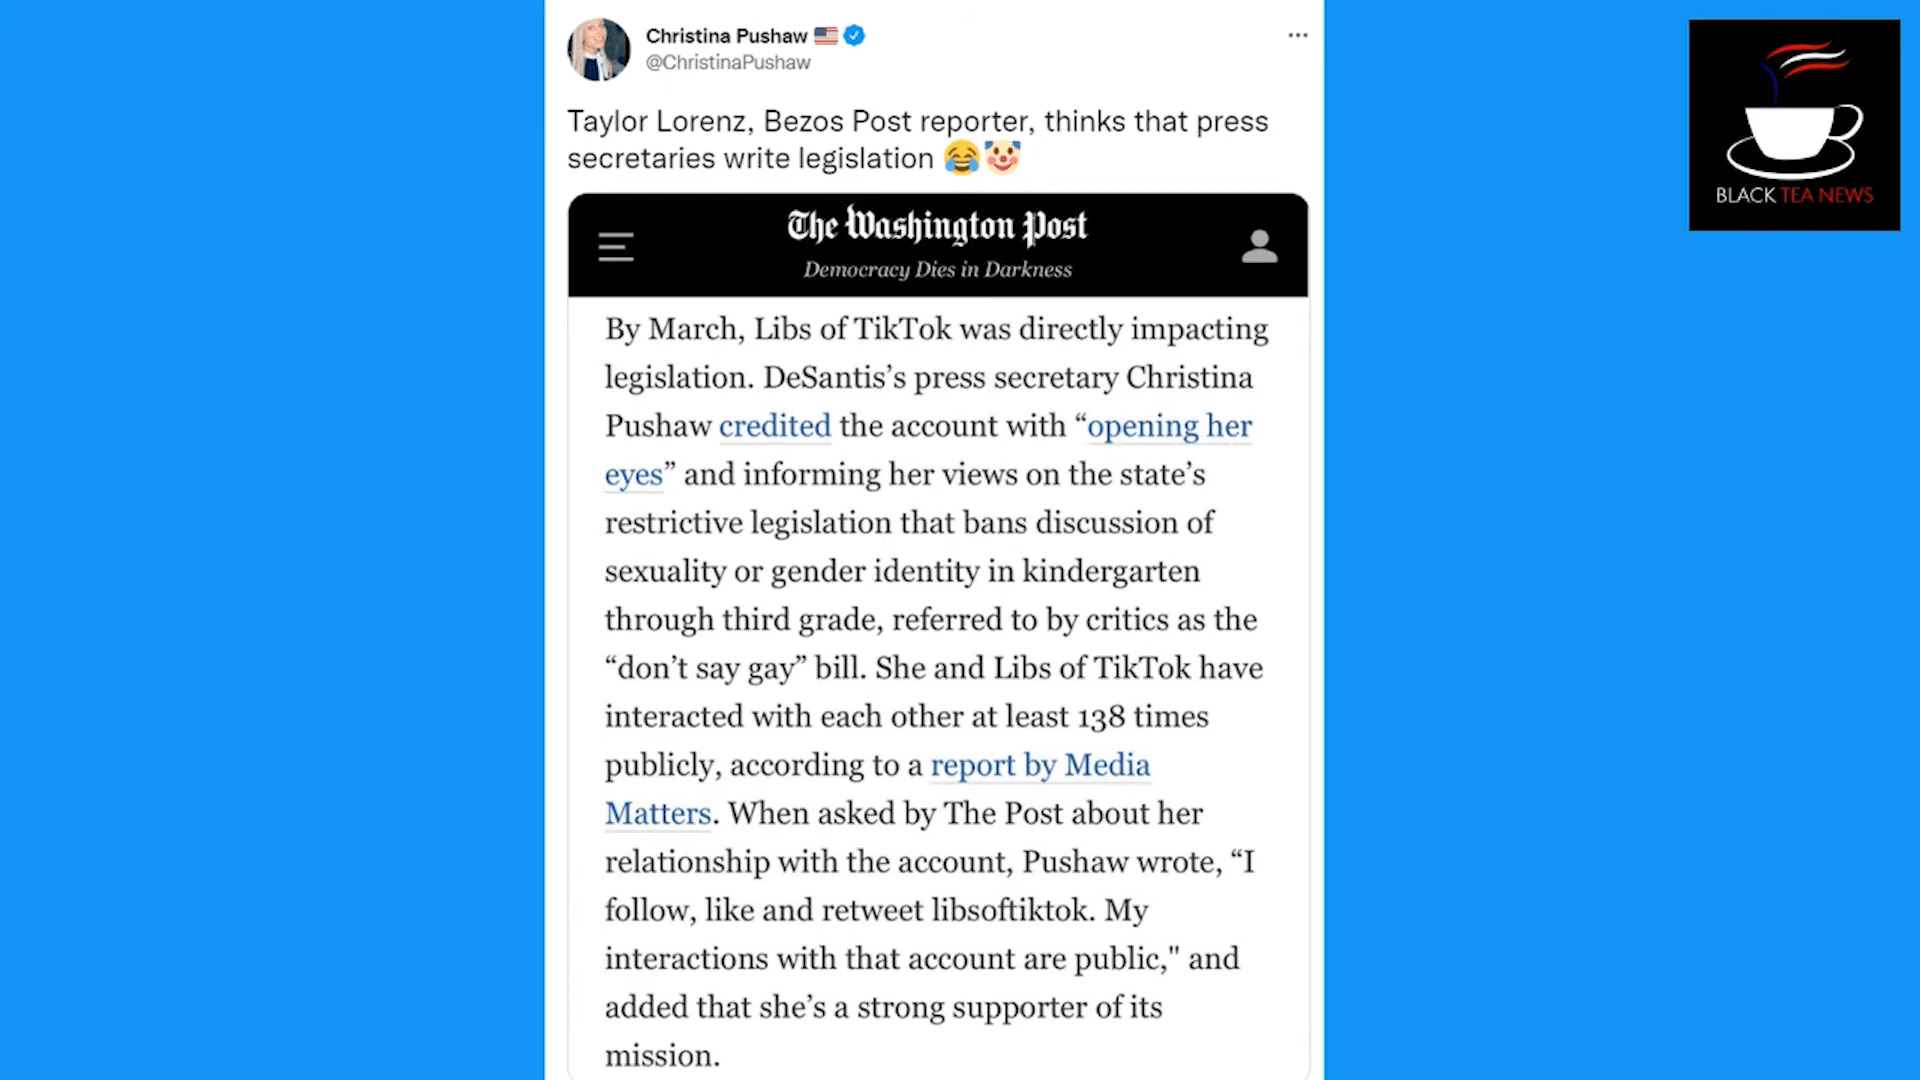 Christina Pushaw
@ChristinaPushaw
Taylor Lorenz, Bezos Post reporter, thinks that press
secretaries write legislation 😂🤡
The Washington Post
Democracy Dies in Darkness
By March, Libs of TikTok was directly impacting
legislation. DeSantis’s press secretary Christina
Pushaw credited the account with “opening her
eyes” and informing her views on the state’s
restrictive legislation that bans discussion of
sexuality or gender identity in kindergarten
through third grade, referred to by critics as the
“don’t say gay” bill. She and Libs of TikTok have
interacted with each other at least 138 times
publicly, according to a report by Media
Matters. When asked by The Post about her
relationship with the account, Pushaw wrote, “I
follow, like and retweet libsoftiktok. My
interactions with that account are public," and
added that she’s a strong supporter of its
mission.
BLACK TEA NEWS